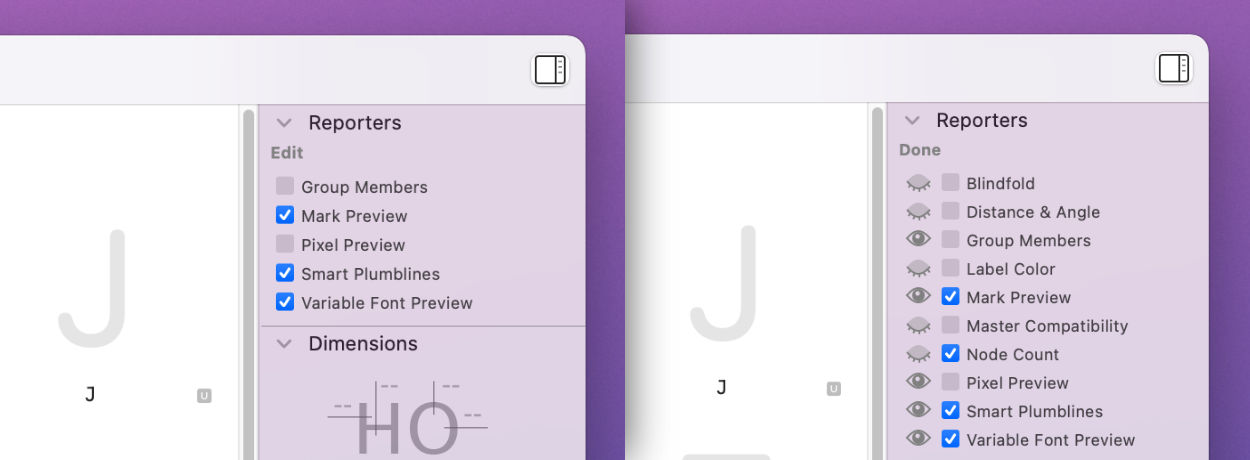 Reporters
Edit
Group Members
Mark Preview
Pixel Preview
Smart Plumblines
Variable Font Preview
Dimensions
--
--
--
--
HO
J
J
U
Reporters
Done
Blindfold
Distance & Angle
Group Members
Label Color
Mark Preview
Master Compatibility
Node Count
Pixel Preview
Smart Plumblines
Variable Font Preview
J
J
U